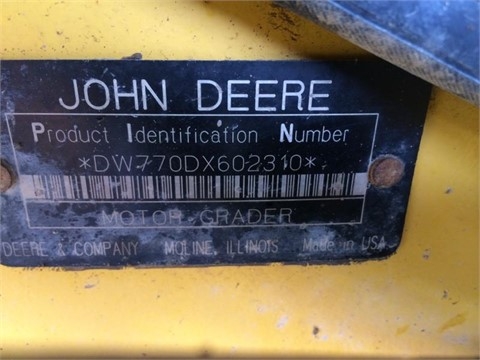 JOHN DEERE
Product Identification Number
*DW770DX602310*
MOTOR GRADER
DEERE & COMPANY MOLINE, ILLINOIS Made in USA